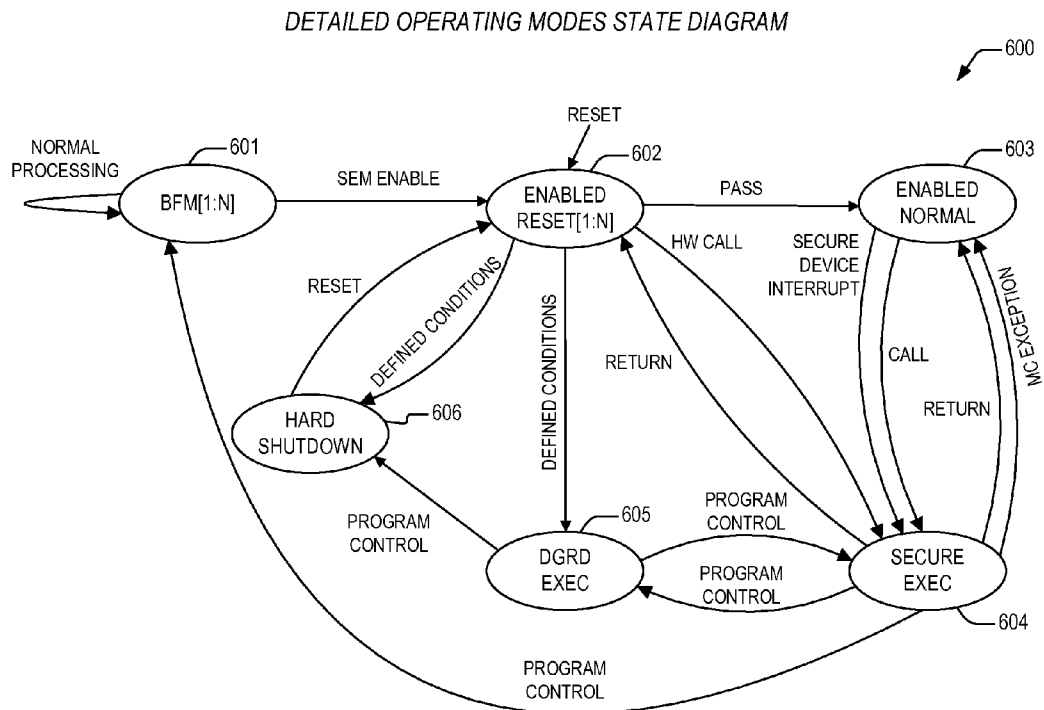 DETAILED OPERATING MODES STATE DIAGRAM
600
RESET
NORMAL
PROCESSING
601
BFM[1:N]
SEM ENABLE
602
ENABLED
RESET[1:N]
PASS
603
ENABLED
NORMAL
HW CALL
SECURE
DEVICE
INTERRUPT
RESET
DEFINED CONDITIONS
DEFINED CONDITIONS
RETURN
CALL
RETURN
MC EXCEPTION
HARD
SHUTDOWN
606
PROGRAM
CONTROL
605
DGRD
EXEC
PROGRAM
CONTROL
PROGRAM
CONTROL
SECURE
EXEC
604
PROGRAM
CONTROL